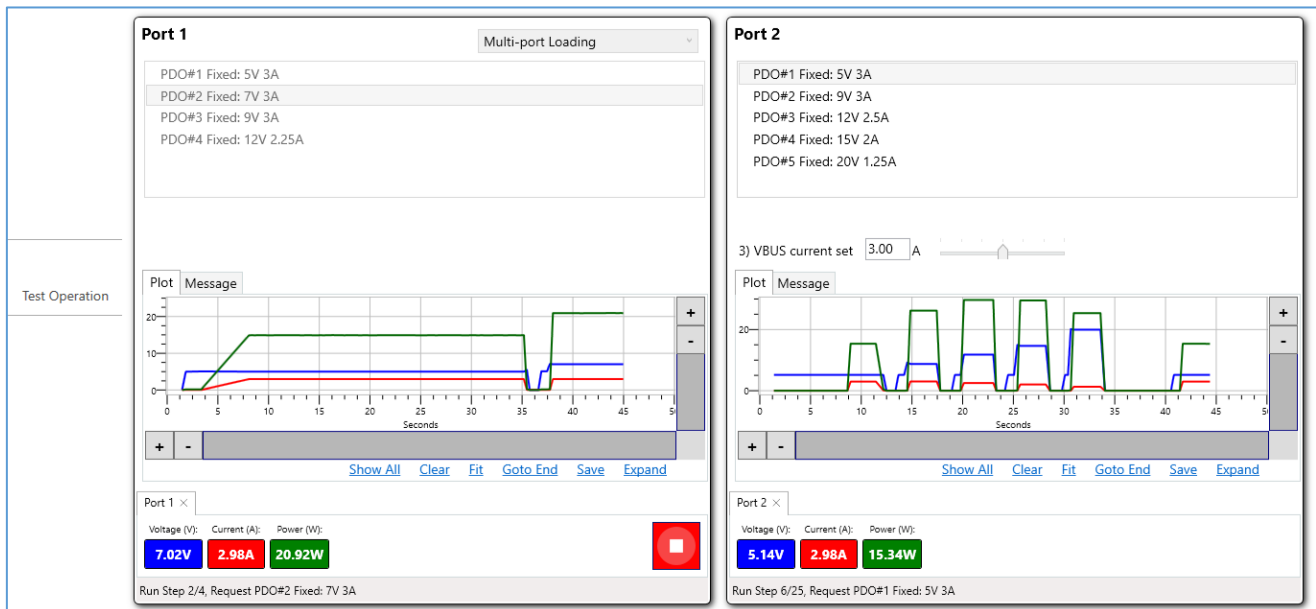 Test Operation
Port 1
Multi-port Loading
PDO#1 Fixed: 5V 3A
PDO#2 Fixed: 7V 3A
PDO#3 Fixed: 9V 3A
PDO#4 Fixed: 12V 2.25A
Plot Message
20
10
0
0 5 10 15 20 25 30 35 40 45 50
Seconds
+
-
+ -
Show All Clear Fit Goto End Save Expand
Port 1 ×
Voltage (V): Current (A): Power (W):
7.02V 2.98A 20.92W
Run Step 2/4, Request PDO#2 Fixed: 7V 3A
Port 2
PDO#1 Fixed: 5V 3A
PDO#2 Fixed: 9V 3A
PDO#3 Fixed: 12V 2.5A
PDO#4 Fixed: 15V 2A
PDO#5 Fixed: 20V 1.25A
3) VBUS current set 3.00 A
Plot Message
20
0
0 5 10 15 20 25 30 35 40 45 50
Seconds
+
-
+ -
Show All Clear Fit Goto End Save Expand
Port 2 ×
Voltage (V): Current (A): Power (W):
5.14V 2.98A 15.34W
Run Step 6/25, Request PDO#1 Fixed: 5V 3A